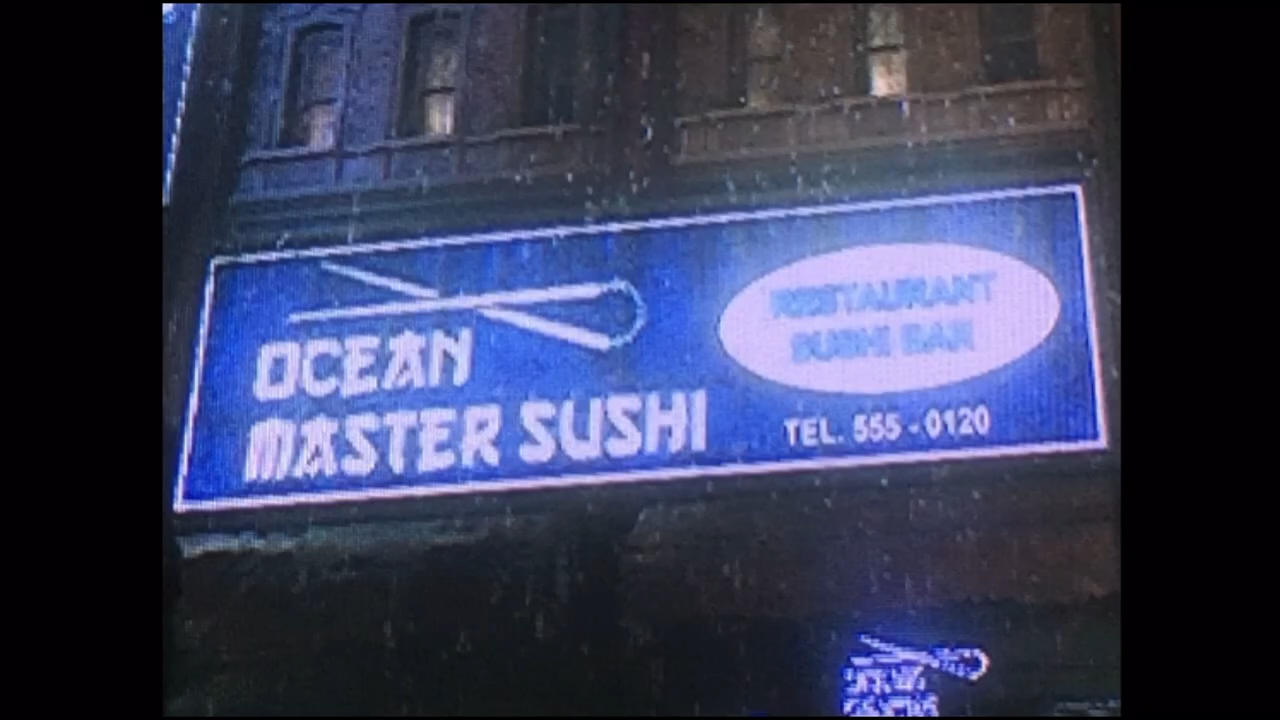 OCEAN
MASTER SUSHI
RESTAURANT
SUSHI BAR
TEL. 555-0120